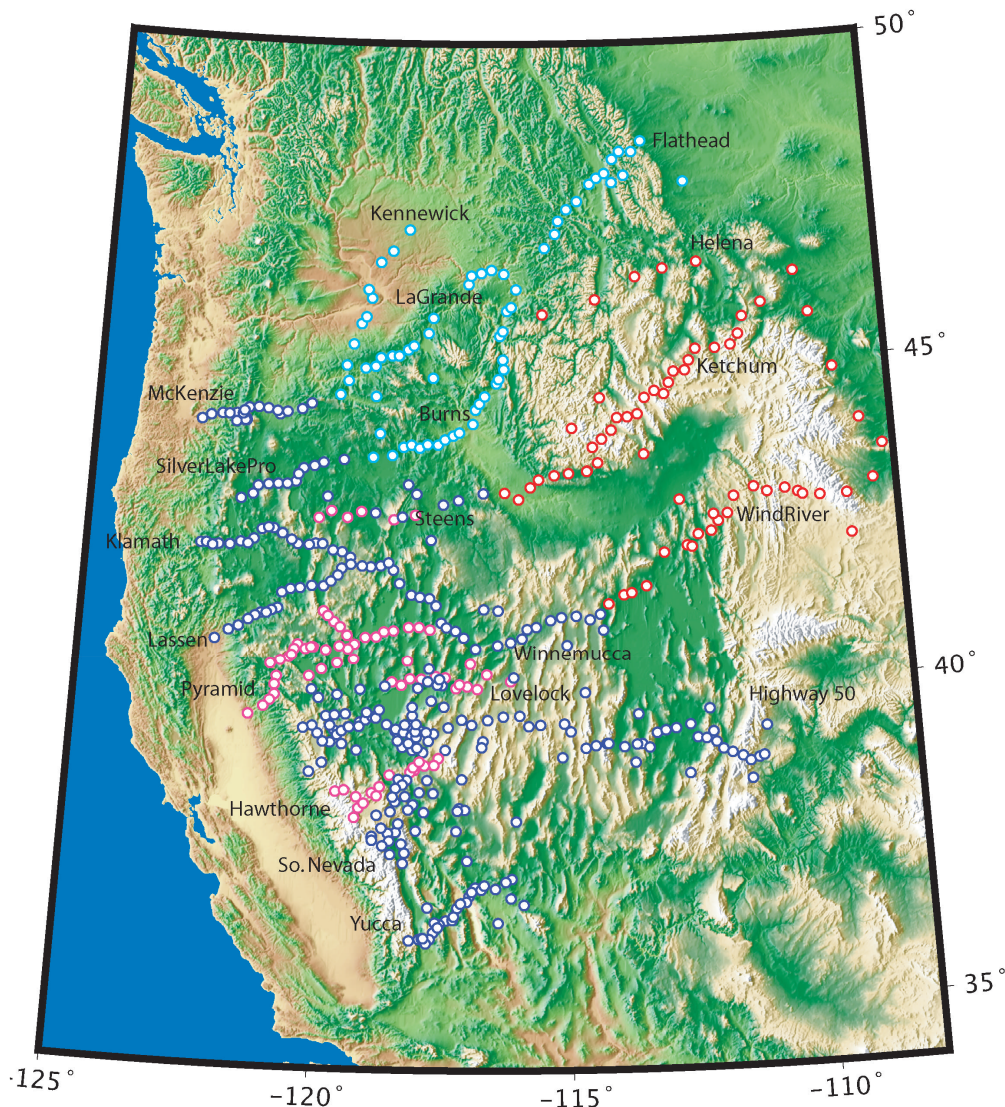 50°
Flathead
Kennewick
Helena
LaGrande
45°
Ketchum
McKenzie
Burns
SilverLakePro
WindRiver
Steens
Klamath
Lassen
Winnemucca
40°
Pyramid
Lovelock
Highway 50
Hawthorne
So. Nevada
Yucca
35°
-125°
-120°
-115°
-110°